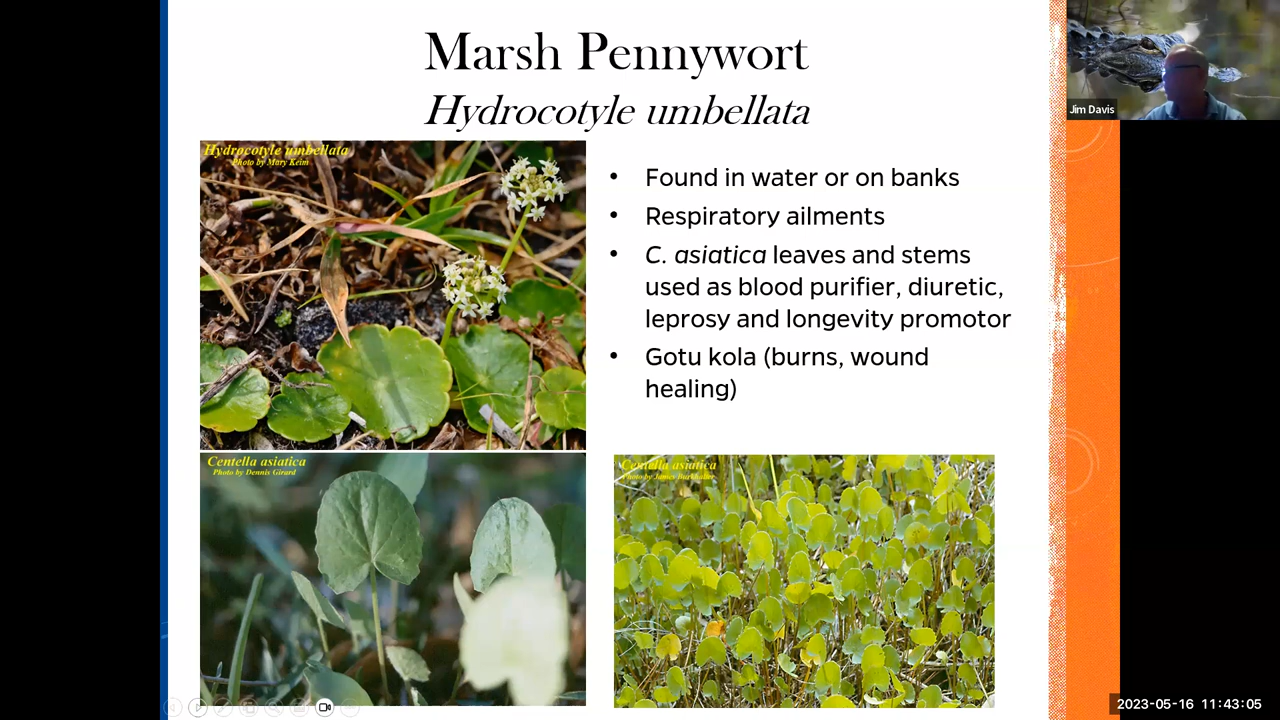 Marsh Pennywort
Hydrocotyle umbellata
Jim Davis
Hydrocotyle umbellata
Photo by Mary Keim
• Found in water or on banks
• Respiratory ailments
• C. asiatica leaves and stems
used as blood purifier, diuretic,
leprosy and longevity promotor
• Gotu kola (burns, wound
healing)
Centella asiatica
Photo by Dennis Girard
Centella asiatica
Photo by
2023-05-16 11:43:05